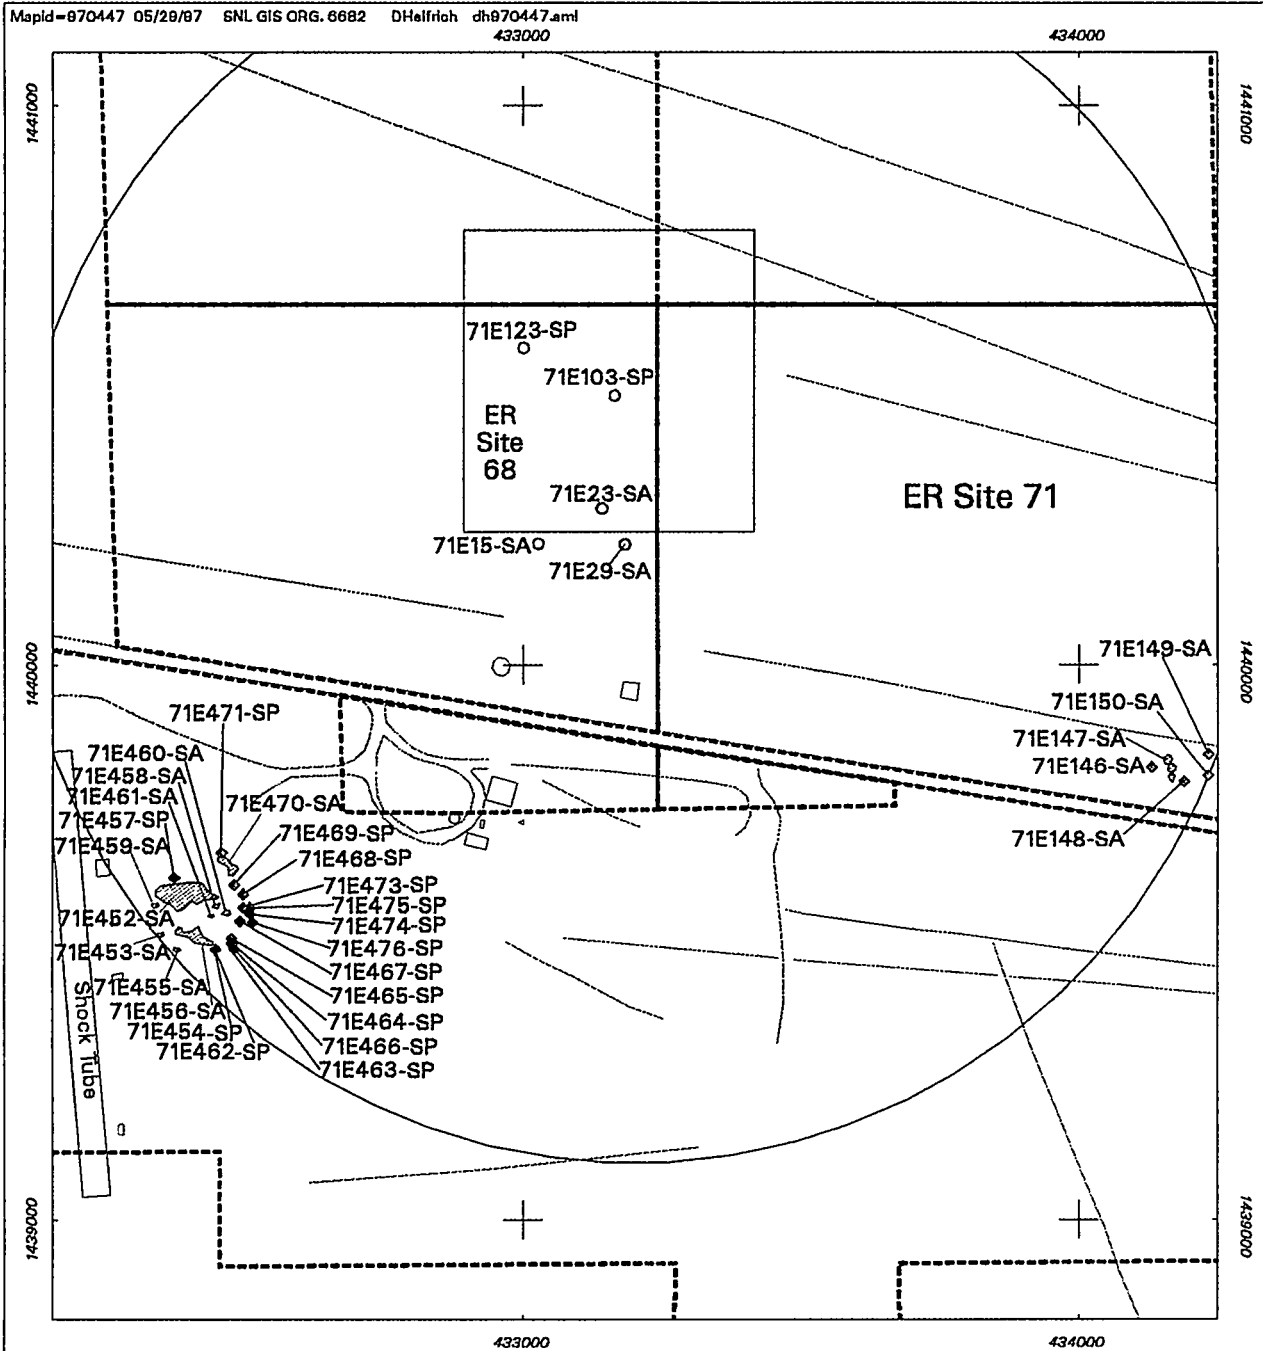 Mapid=970447 05/29/97 SNL GIS ORG. 6682 DHelfrich dh970447.aml
433000
434000
1441000
1441000
71E123-SP
71E103-SP
ER
Site
68
71E23-SA
ER Site 71
71E15-SA
71E29-SA
1440000
1440000
71E149-SA
71E150-SA
71E147-SA
71E146-SA
71E148-SA
71E471-SP
71E460-SA
71E458-SA
71E461-SA
71E457-SP
71E459-SA
71E470-SA
71E469-SP
71E468-SP
71E473-SP
71E475-SP
71E474-SP
71E476-SP
71E467-SP
71E465-SP
71E464-SP
71E466-SP
71E463-SP
71E452-SA
71E453-SA
71E455-SA
71E456-SA
71E454-SP
71E462-SP
Shock Tube
1439000
1439000
433000
434000